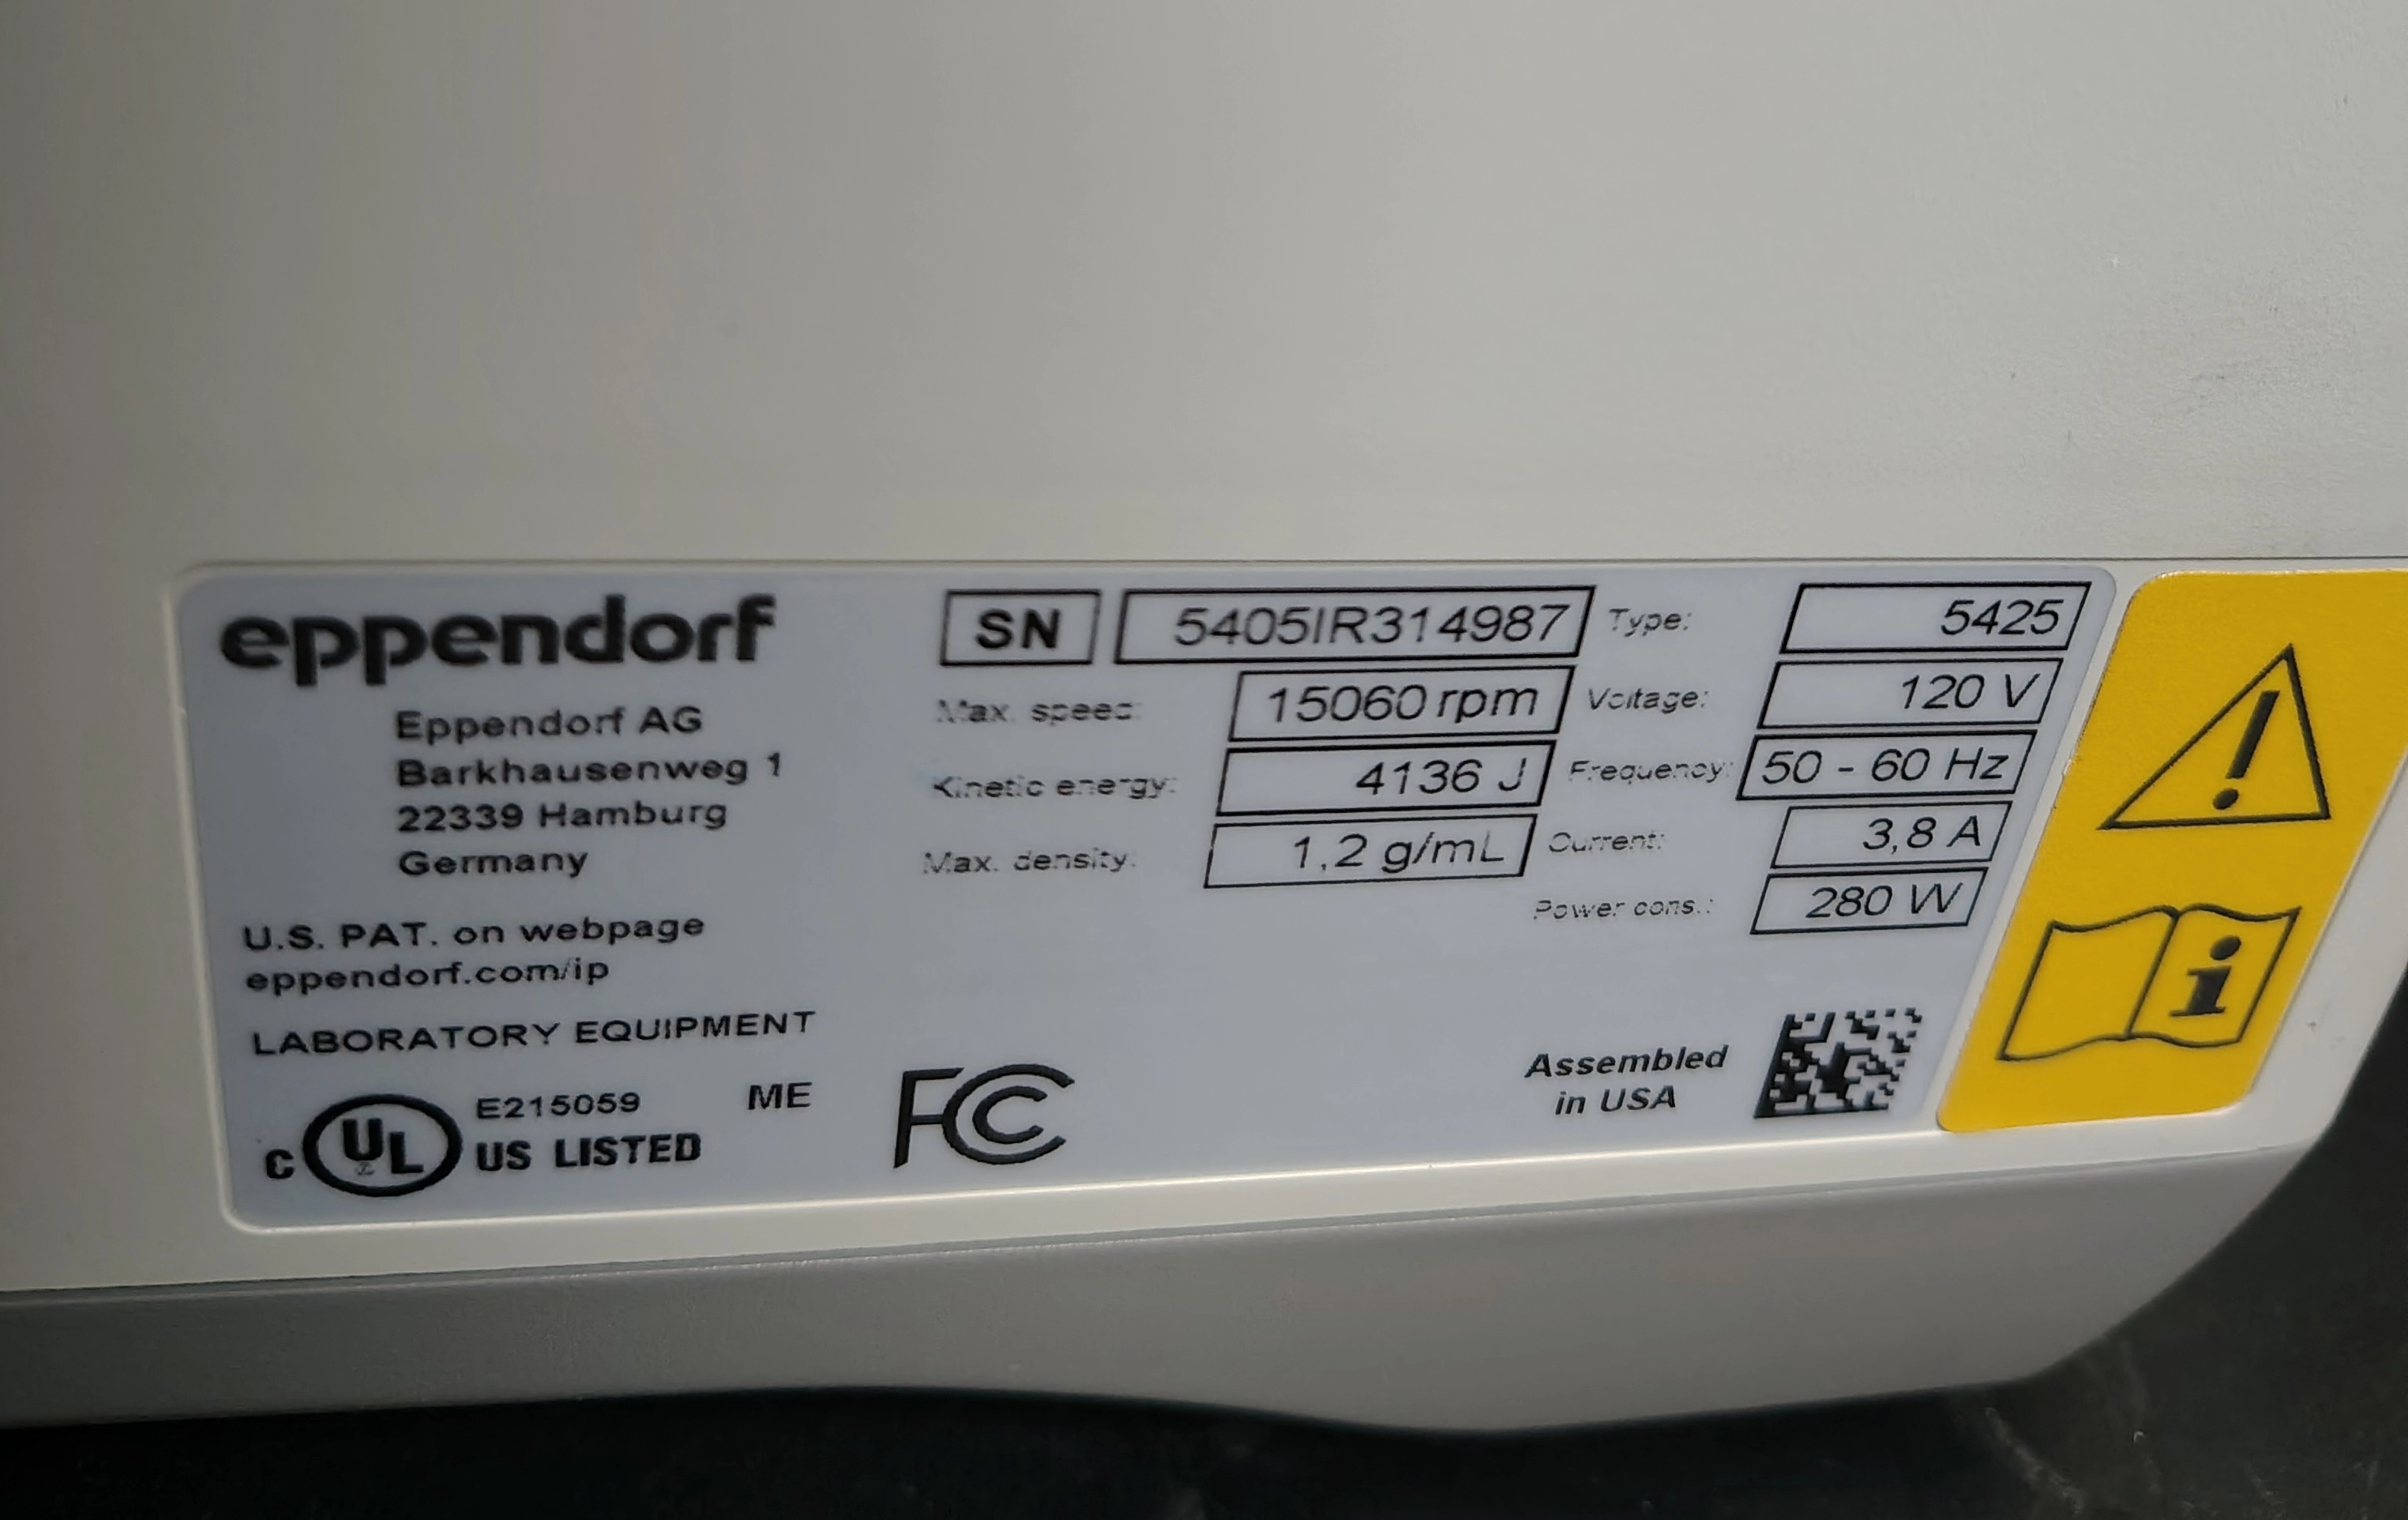 eppendorf
Eppendorf AG
Barkhausenweg 1
22339 Hamburg
Germany
U.S. PAT. on webpage
eppendorf.com/ip
LABORATORY EQUIPMENT
C UL E215059
US LISTED
ME
FC
SN 5405IR314987
Max. speed: 15060 rpm
Kinetic energy: 4136 J
Max. density: 1,2 g/mL
Type: 5425
Voltage: 120 V
Frequency: 50 - 60 Hz
Current: 3,8 A
Power cons.: 280 W
Assembled
in USA
!
i